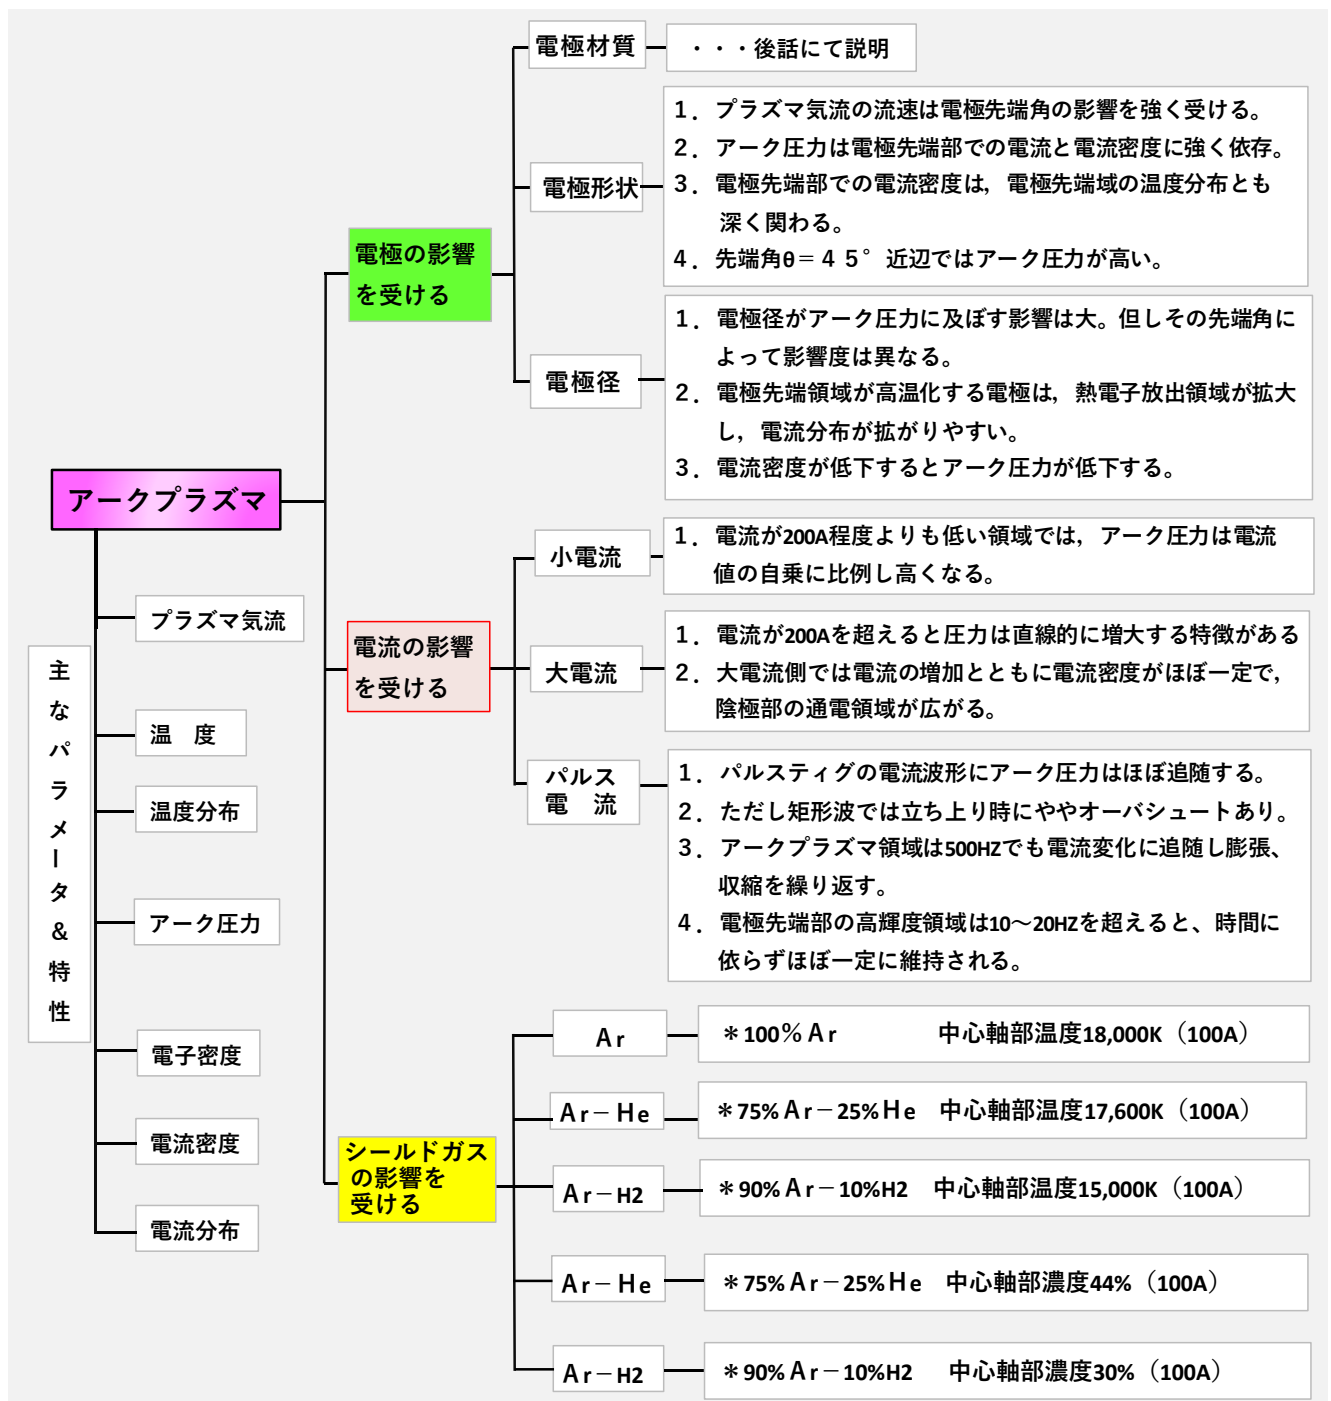 電極材質
・・・後話にて説明
1．プラズマ気流の流速は電極先端角の影響を強く受ける。
2．アーク圧力は電極先端部での電流と電流密度に強く依存。
電極形状
3．電極先端部での電流密度は，電極先端域の温度分布とも
深く関わる。
4．先端角θ＝４５°近辺ではアーク圧力が高い。
電極の影響
を受ける
1．電極径がアーク圧力に及ぼす影響は大。但しその先端角に
よって影響度は異なる。
電極径
2．電極先端領域が高温化する電極は，熱電子放出領域が拡大
し，電流分布が拡がりやすい。
3．電流密度が低下するとアーク圧力が低下する。
アークプラズマ
小電流
1．電流が200A程度よりも低い領域では，アーク圧力は電流
値の自乗に比例し高くなる。
電流の影響
を受ける
大電流
1．電流が200Aを超えると圧力は直線的に増大する特徴がある
2．大電流側では電流の増加とともに電流密度がほぼ一定で，
陰極部の通電領域が広がる。
パルス
電　流
1．パルスティグの電流波形にアーク圧力はほぼ追随する。
2．ただし矩形波では立ち上り時にややオーバシュートあり。
3．アークプラズマ領域は500HZでも電流変化に追随し膨張、
収縮を繰り返す。
4．電極先端部の高輝度領域は10～20HZを超えると、時間に
依らずほぼ一定に維持される。
主なパラメータ＆特性
プラズマ気流
温　度
温度分布
アーク圧力
電子密度
電流密度
電流分布
シールドガス
の影響を
受ける
Ａr
＊100％Ａr　中心軸部温度18,000K（100A）
Ａr－Ｈe
＊75%Ａr－25%Ｈe　中心軸部温度17,600K（100A）
Ａr－H2
＊90%Ａr－10%H2　中心軸部温度15,000K（100A）
Ａr－Ｈe
＊75%Ａr－25%Ｈe　中心軸部濃度44%（100A）
Ａr－H2
＊90%Ａr－10%H2　中心軸部濃度30%（100A）